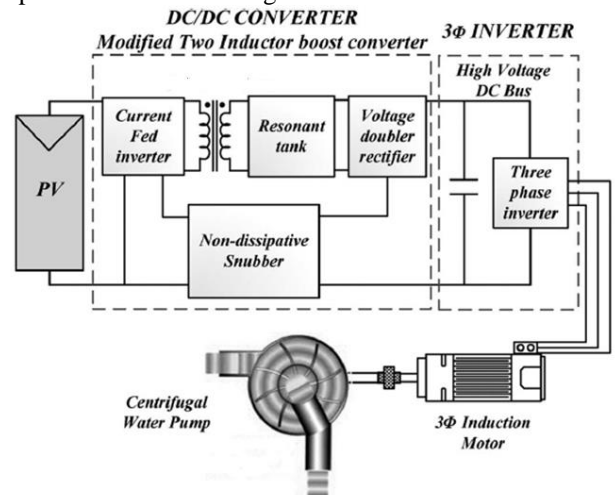 DC/DC CONVERTER
Modified Two Inductor boost converter
3Φ INVERTER
High Voltage
DC Bus
PV
Current
Fed
inverter
Resonant
tank
Voltage
doubler
rectifier
Three
phase
inverter
Non-dissipative
Snubber
Centrifugal
Water Pump
3Φ Induction
Motor